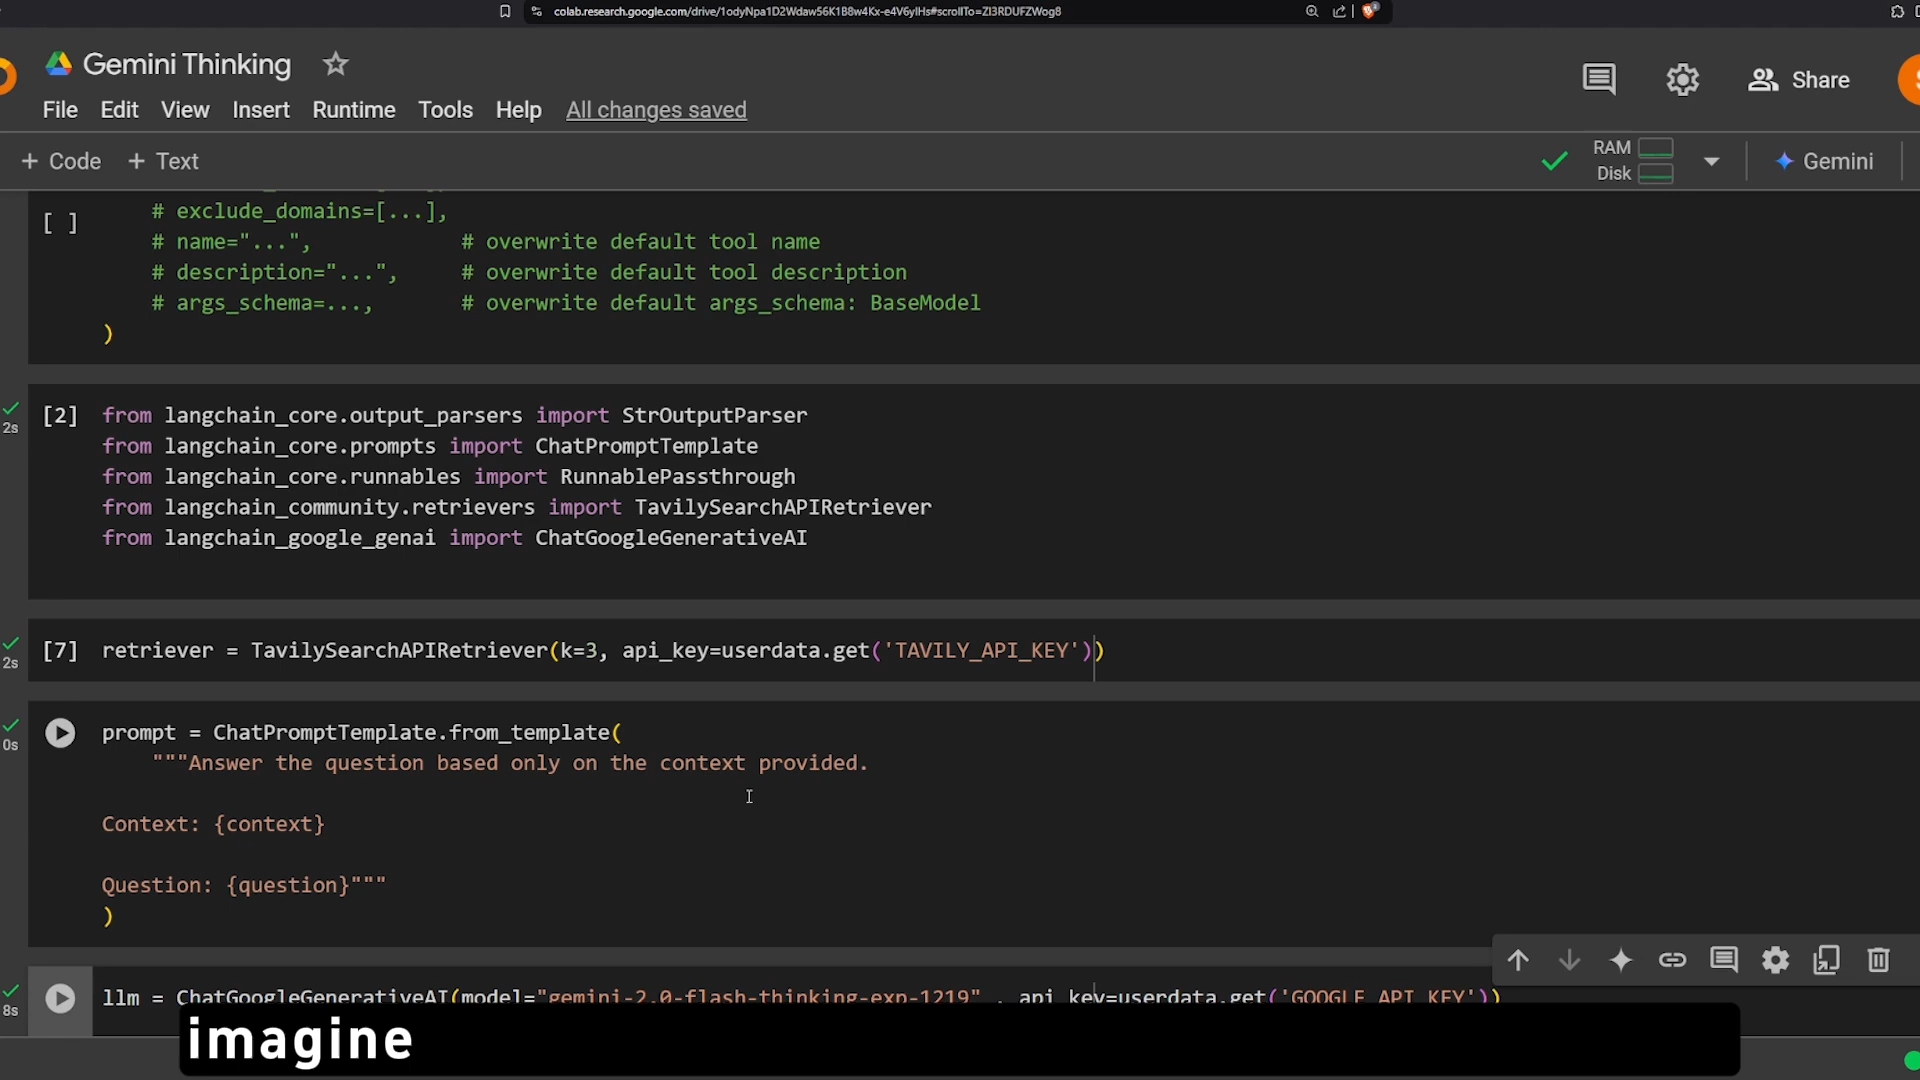 colab.research.google.com/drive/1odyNpa1D2Wdaw56K1B8w4Kx-e4V6yIHs#scrollTo=ZI3RDUFZWog8
Gemini Thinking
File Edit View Insert Runtime Tools Help All changes saved
Share
+ Code + Text
RAM
Disk
Gemini
[ ]
# exclude_domains=[...],
# name="...", # overwrite default tool name
# description="...", # overwrite default tool description
# args_schema=..., # overwrite default args_schema: BaseModel
)
[2] from langchain_core.output_parsers import StrOutputParser
2s
from langchain_core.prompts import ChatPromptTemplate
from langchain_core.runnables import RunnablePassthrough
from langchain_community.retrievers import TavilySearchAPIRetriever
from langchain_google_genai import ChatGoogleGenerativeAI
[7] retriever = TavilySearchAPIRetriever(k=3, api_key=userdata.get('TAVILY_API_KEY'))
2s
prompt = ChatPromptTemplate.from_template(
0s
"""Answer the question based only on the context provided.
Context: {context}
Question: {question}"""
)
llm = ChatGoogleGenerativeAI(model="gemini-2.0-flash-thinking-exp-1219" , api_key=userdata.get('GOOGLE_API_KEY'))
8s
imagine